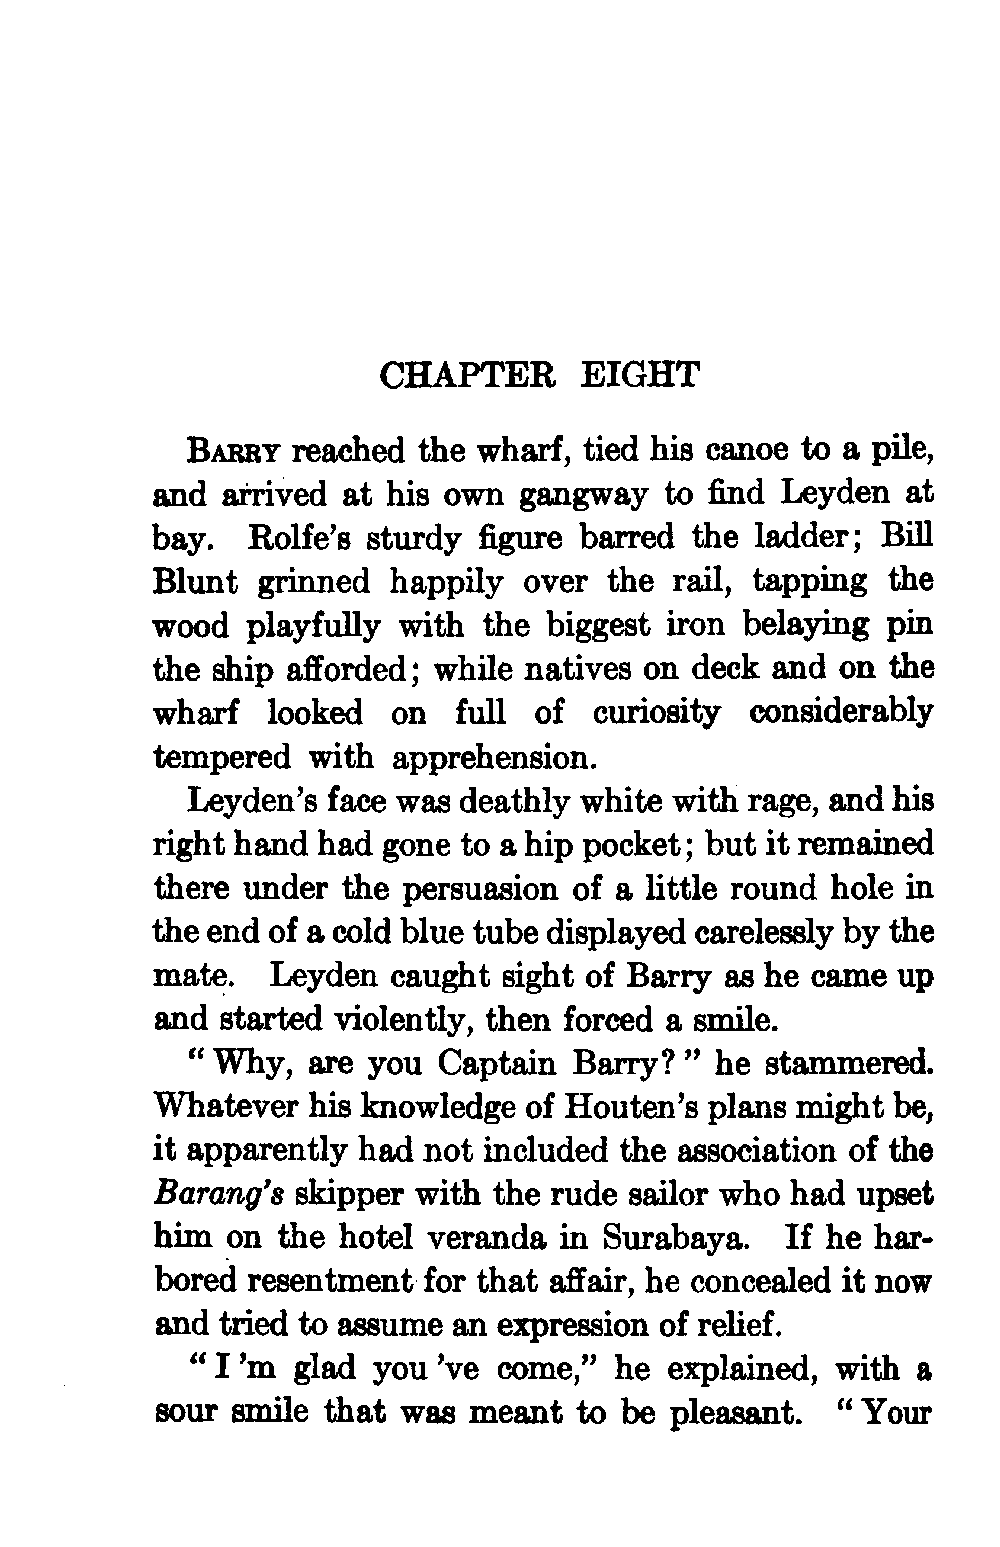 CHAPTER EIGHT
BARRY reached the wharf, tied his canoe to a pile,
and arrived at his own gangway to find Leyden at
bay. Rolfe's sturdy figure barred the ladder; Bill
Blunt grinned happily over the rail, tapping the
wood playfully with the biggest iron belaying pin
the ship afforded; while natives on deck and on the
wharf looked on full of curiosity considerably
tempered with apprehension.
Leyden's face was deathly white with rage, and his
right hand had gone to a hip pocket; but it remained
there under the persuasion of a little round hole in
the end of a cold blue tube displayed carelessly by the
mate. Leyden caught sight of Barry as he came up
and started violently, then forced a smile.
“Why, are you Captain Barry?” he stammered.
Whatever his knowledge of Houten's plans might be,
it apparently had not included the association of the
Barang's skipper with the rude sailor who had upset
him on the hotel veranda in Surabaya. If he har-
bored resentment for that affair, he concealed it now
and tried to assume an expression of relief.
“I 'm glad you 've come,” he explained, with a
sour smile that was meant to be pleasant. “Your